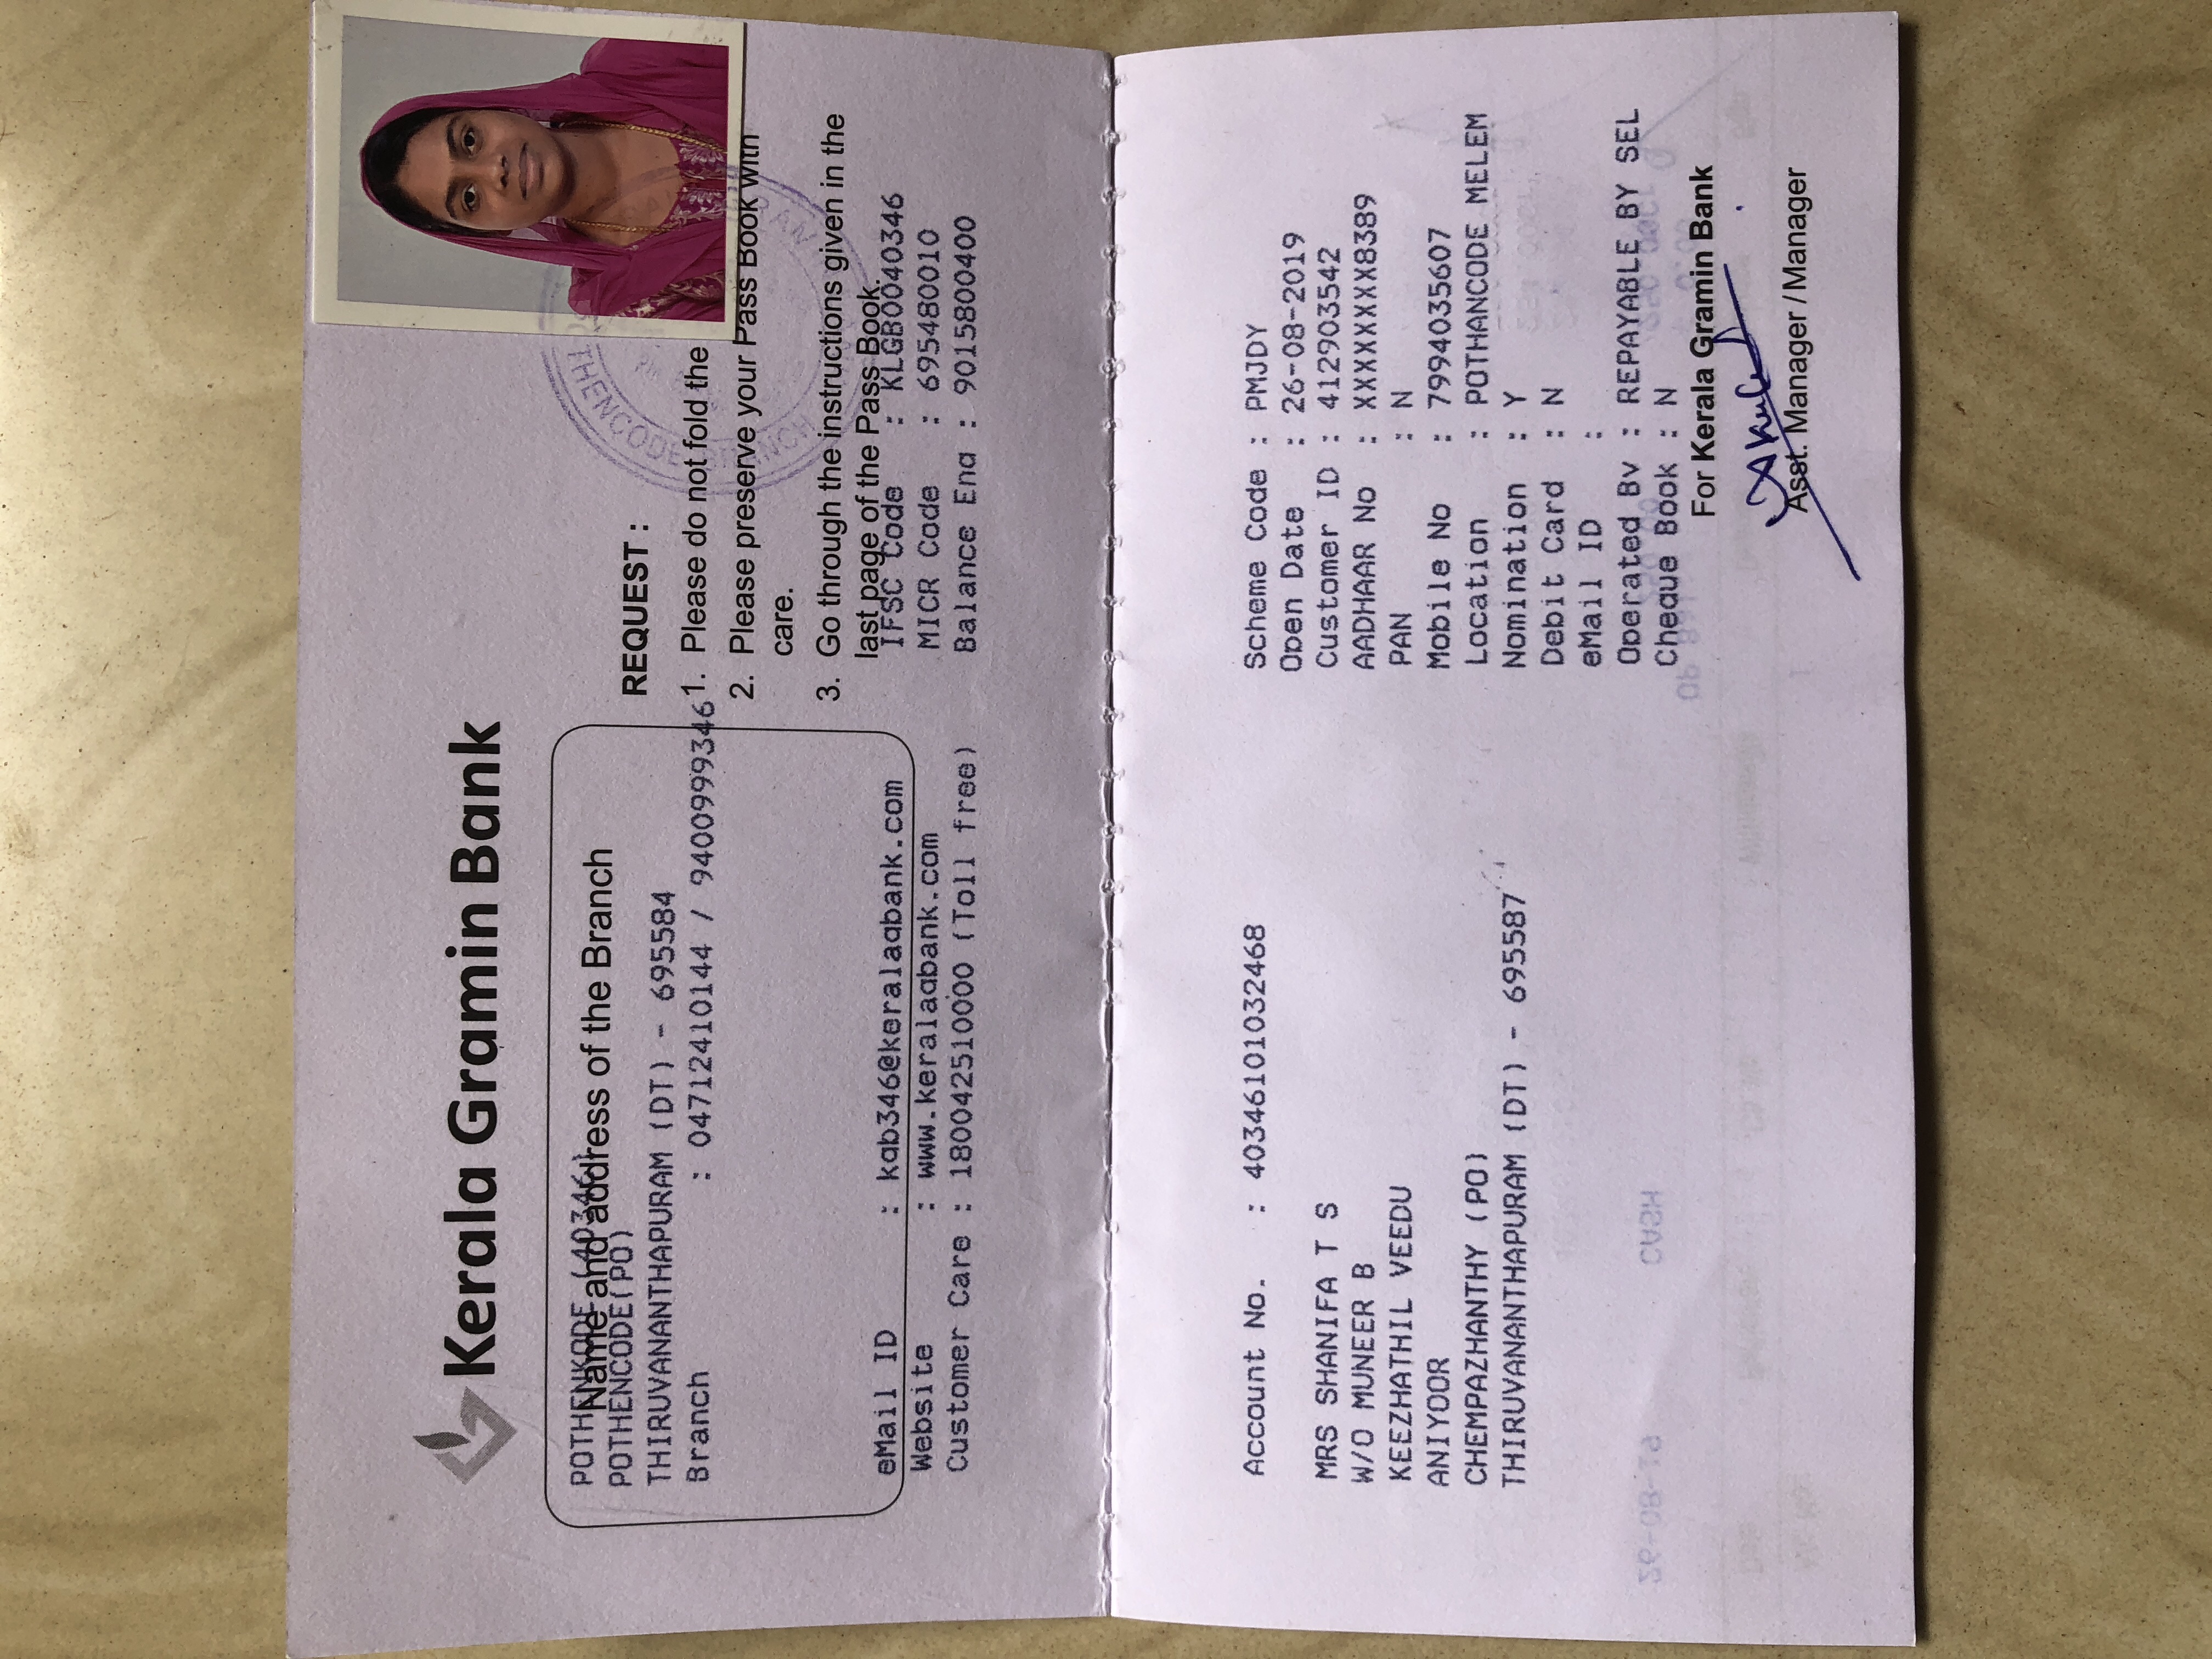 Kerala Gramin Bank
Name and address of the Branch
POTHENKODE (40346)
POTHENCODE(PO)
THIRUVANANTHAPURAM (DT) - 695584
Branch : 04712410144 / 9400999346
eMail ID : kgb346@keralagbank.com
Website : www.keralagbank.com
Customer Care : 180042510000 (Toll free)
REQUEST :
1. Please do not fold the
2. Please preserve your Pass Book with
care.
3. Go through the instructions given in the
last page of the Pass Book.
IFSC Code : KLGB0040346
MICR Code : 695480010
Balance Enq : 9015800400
Account No. : 40346101032468
MRS SHANIFA T S
W/O MUNEER B
KEEZHATHIL VEEDU
ANIYOOR
CHEMPAZHANTHY (PO)
THIRUVANANTHAPURAM (DT) - 695587
Scheme Code : PMJDY
Open Date : 26-08-2019
Customer ID : 412903542
AADHAAR No : XXXXXXXX8389
PAN : N
Mobile No : 7994035607
Location : POTHANCODE MELEM
Nomination : Y
Debit Card : N
eMail ID :
Operated By : REPAYABLE BY SEL
Cheque Book : N
For Kerala Gramin Bank
Asst. Manager / Manager